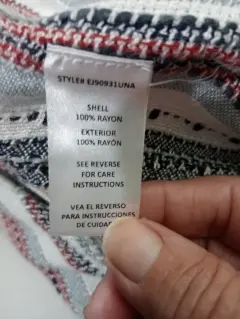 STYLE# EJ90931UNA
SHELL
100% RAYON
EXTERIOR
100% RAYÓN
SEE REVERSE
FOR CARE
INSTRUCTIONS
VEA EL REVERSO
PARA INSTRUCCIONES
DE CUIDADO